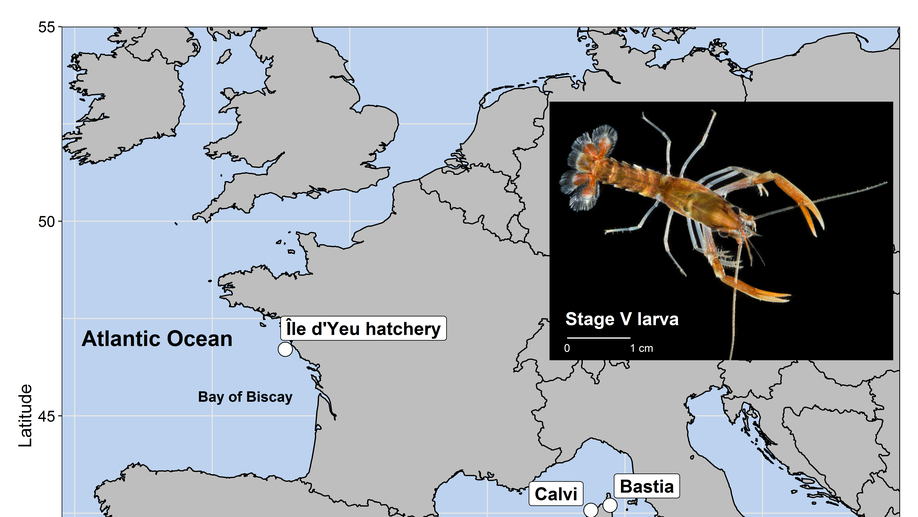 55
50
45
Latitude
Stage V larva
0 1 cm
Île d'Yeu hatchery
Atlantic Ocean
Bay of Biscay
Calvi
Bastia